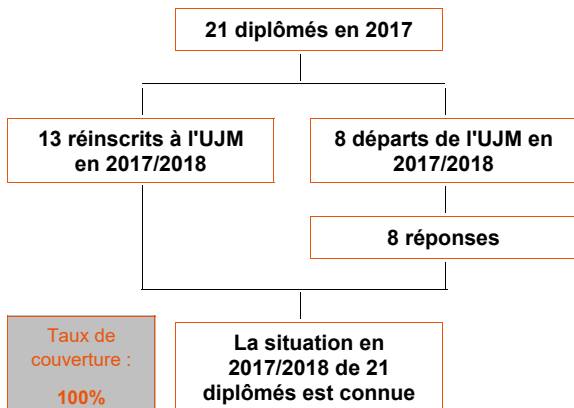 21 diplômés en 2017
13 réinscrits à l'UJM
en 2017/2018
8 départs de l'UJM en
2017/2018
8 réponses
Taux de
couverture :
100%
La situation en
2017/2018 de 21
diplômés est connue